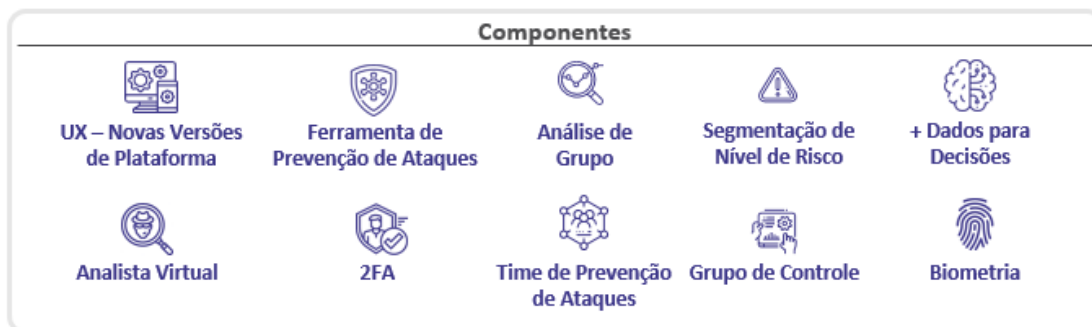 Componentes
UX – Novas Versões
de Plataforma
Ferramenta de
Prevenção de Ataques
Análise de
Grupo
Segmentação de
Nível de Risco
+ Dados para
Decisões
Analista Virtual
2FA
Time de Prevenção
de Ataques
Grupo de Controle
Biometria